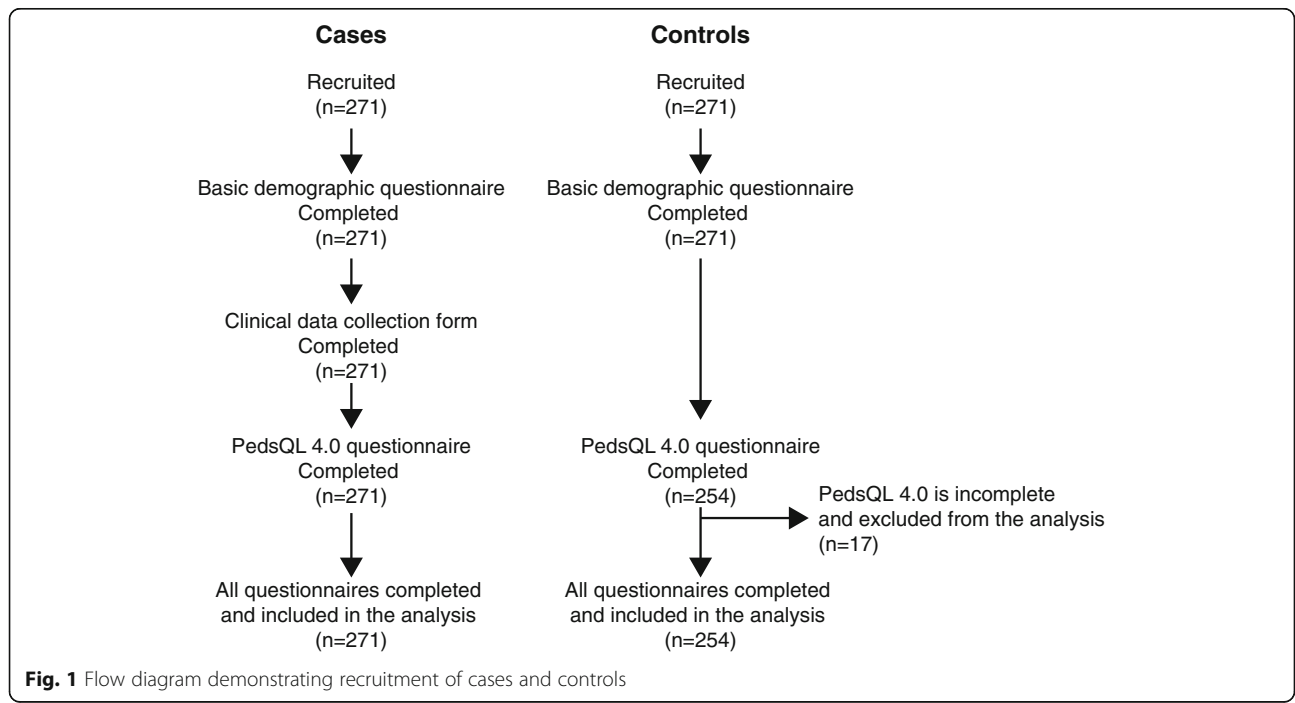 Cases
Recruited
(n=271)
Basic demographic questionnaire
Completed
(n=271)
Clinical data collection form
Completed
(n=271)
PedsQL 4.0 questionnaire
Completed
(n=271)
All questionnaires completed
and included in the analysis
(n=271)
Controls
Recruited
(n=271)
Basic demographic questionnaire
Completed
(n=271)
PedsQL 4.0 questionnaire
Completed
(n=254)
PedsQL 4.0 is incomplete
and excluded from the analysis
(n=17)
All questionnaires completed
and included in the analysis
(n=254)
Fig. 1 Flow diagram demonstrating recruitment of cases and controls